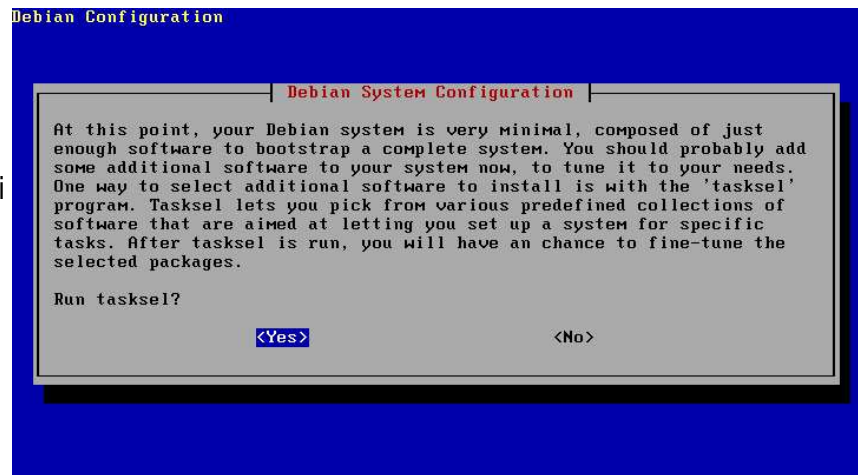 Debian Configuration
Debian System Configuration
At this point, your Debian system is very minimal, composed of just
enough software to bootstrap a complete system. You should probably add
some additional software to your system now, to tune it to your needs.
i
One way to select additional software to install is with the 'tasksel'
program. Tasksel lets you pick from various predefined collections of
software that are aimed at letting you set up a system for specific
tasks. After tasksel is run, you will have an chance to fine-tune the
selected packages.
Run tasksel?
<Yes> <No>